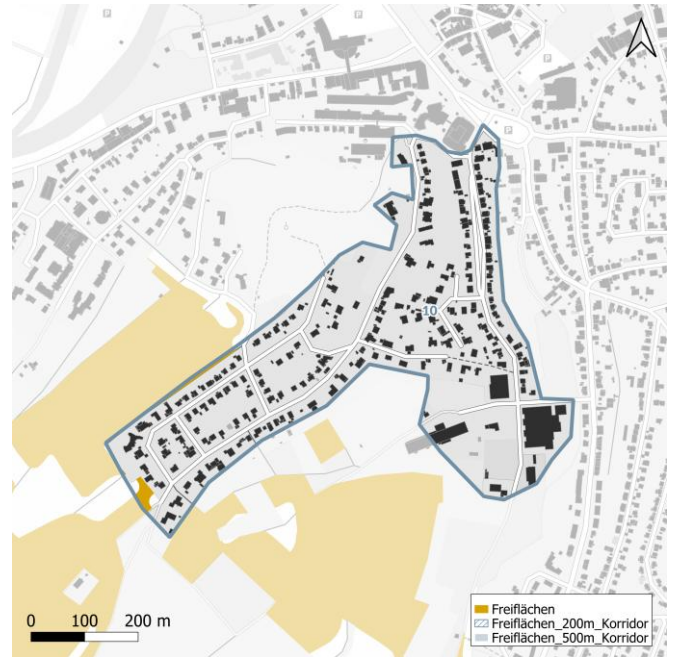 P
P
P
10
0 100 200 m
Freiflächen
Freiflächen_200m_Korridor
Freiflächen_500m_Korridor